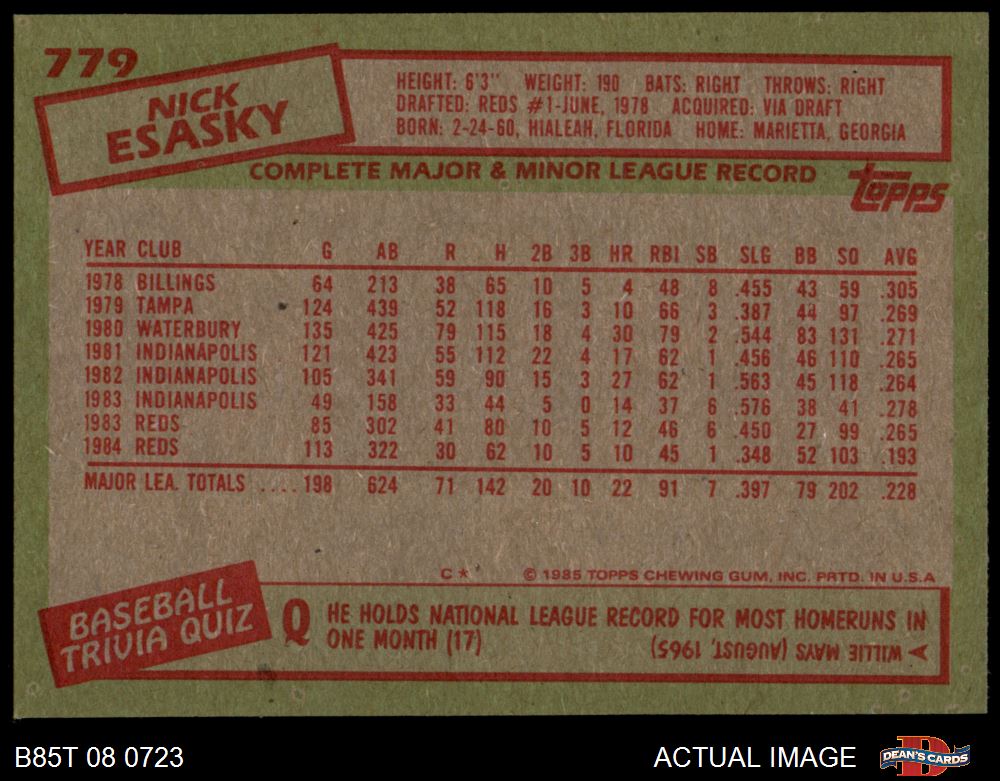 779
NICK
ESASKY
HEIGHT: 6'3" WEIGHT: 190 BATS: RIGHT THROWS: RIGHT
DRAFTED: REDS #1-JUNE, 1978 ACQUIRED: VIA DRAFT
BORN: 2-24-60, HIALEAH, FLORIDA HOME: MARIETTA, GEORGIA
COMPLETE MAJOR & MINOR LEAGUE RECORD
topps
YEAR CLUB G AB R H 2B 3B HR RBI SB SLG BB SO AVG
1978 BILLINGS 64 213 38 65 10 5 4 48 8 .455 43 59 .305
1979 TAMPA 124 439 52 118 16 3 10 66 3 .387 44 97 .269
1980 WATERBURY 135 425 79 115 18 4 30 79 2 .544 83 131 .271
1981 INDIANAPOLIS 121 423 55 112 22 4 17 62 1 .456 46 110 .265
1982 INDIANAPOLIS 105 341 59 90 15 3 27 62 1 .563 45 118 .264
1983 INDIANAPOLIS 49 158 33 44 5 0 14 37 6 .576 38 41 .278
1983 REDS 85 302 41 80 10 5 12 46 6 .450 27 99 .265
1984 REDS 113 322 30 62 10 5 10 45 1 .348 52 103 .193
MAJOR LEA. TOTALS .... 198 624 71 142 20 10 22 91 7 .397 79 202 .228
C* © 1985 TOPPS CHEWING GUM, INC. PRTD. IN U.S.A
BASEBALL
TRIVIA QUIZ
Q HE HOLDS NATIONAL LEAGUE RECORD FOR MOST HOMERUNS IN
ONE MONTH (17)
A WILLIE MAYS (AUGUST, 1965)
B85T 08 0723
ACTUAL IMAGE
DEAN'S CARDS